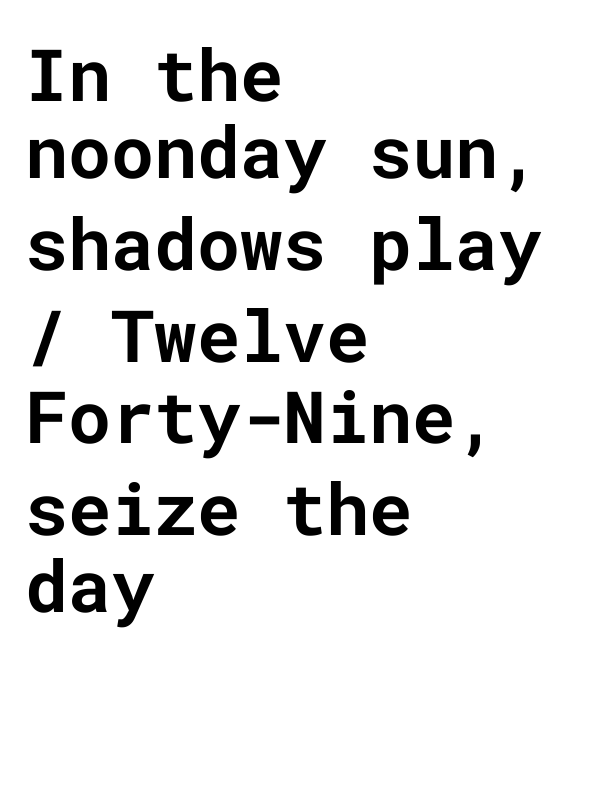 In the
noonday sun,
shadows play
/ Twelve
Forty-Nine,
seize the
day